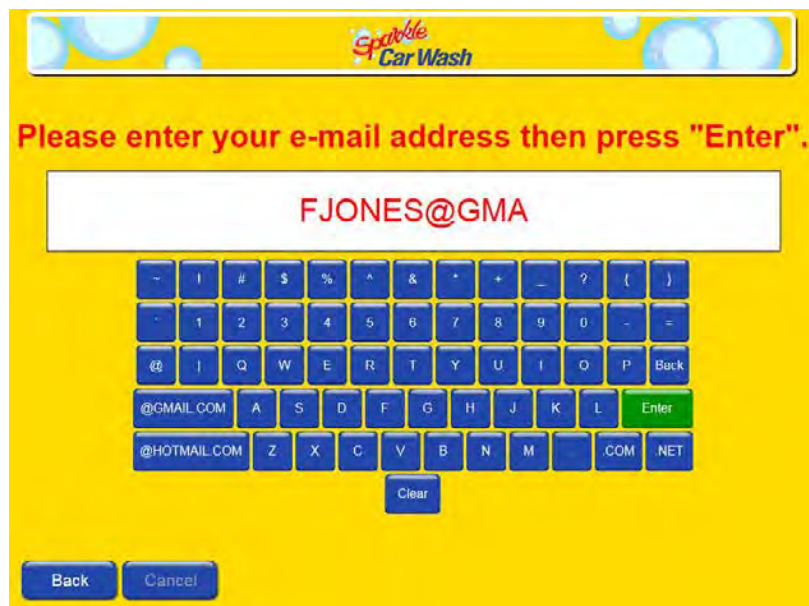 Sparkle
Car Wash
Please enter your e-mail address then press "Enter".
FJONES@GMA
~ ! # $ % ^ & * + _ ? { }
1 2 3 4 5 6 7 8 9 0 - =
@ | Q W E R T Y U I O P Back
@GMAIL.COM A S D F G H J K L Enter
@HOTMAIL.COM Z X C V B N M .COM .NET
Clear
Back Cancel